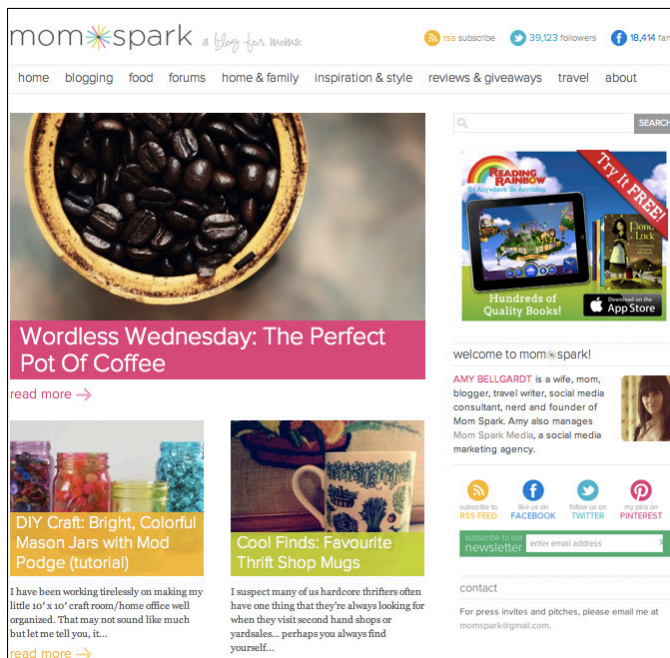 mom spark a blog for moms.
rss subscribe 39,123 followers 18,414 fan
home blogging food forums home & family inspiration & style reviews & giveaways travel about
SEARCH
READING
RAINBOW
Go Anywhere. Be Anything.
Try It FREE!
Hundreds of
Quality Books!
Download on the
App Store
Wordless Wednesday: The Perfect
Pot Of Coffee
read more
welcome to mom spark!
AMY BELLGARDT is a wife, mom,
blogger, travel writer, social media
consultant, nerd and founder of
Mom Spark. Amy also manages
Mom Spark Media, a social media
marketing agency.
DIY Craft: Bright, Colorful
Mason Jars with Mod
Podge (tutorial)
I have been working tirelessly on making my
little 10′ x 10′ craft room/home office well
organized. That may not sound like much
but let me tell you, it...
read more
Cool Finds: Favourite
Thrift Shop Mugs
I suspect many of us hardcore thrifters often
have one thing that they're always looking for
when they visit second hand shops or
yardsales... perhaps you always find
yourself...
subscribe to
RSS FEED
like us on
FACEBOOK
follow us on
TWITTER
my pins on
PINTEREST
subscribe to our
newsletter enter email address
contact
For press invites and pitches, please email me at
momspark@gmail.com.